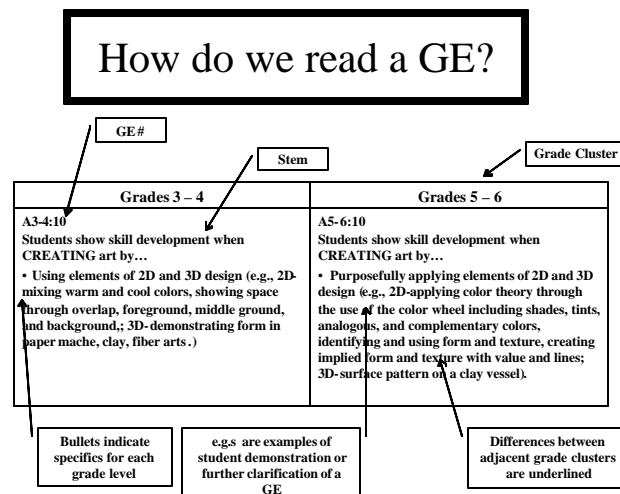 How do we read a GE?
GE#
Stem
Grade Cluster
Grades 3 – 4
A3-4:10
Students show skill development when
CREATING art by…
• Using elements of 2D and 3D design (e.g., 2D-
mixing warm and cool colors, showing space
through overlap, foreground, middle ground,
and background,; 3D-demonstrating form in
paper mache, clay, fiber arts.)
Grades 5 – 6
A5-6:10
Students show skill development when
CREATING art by…
• Purposefully applying elements of 2D and 3D
design (e.g., 2D-applying color theory through
the use of the color wheel including shades, tints,
analogous, and complementary colors,
identifying and using form and texture, creating
implied form and texture with value and lines;
3D-surface pattern on a clay vessel).
Bullets indicate
specifics for each
grade level
e.g.s are examples of
student demonstration or
further clarification of a
GE
Differences between
adjacent grade clusters
are underlined